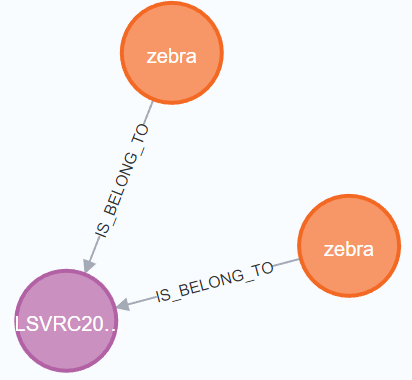 zebra
IS_BELONG_TO
zebra
IS_BELONG_TO
LSVRC20..